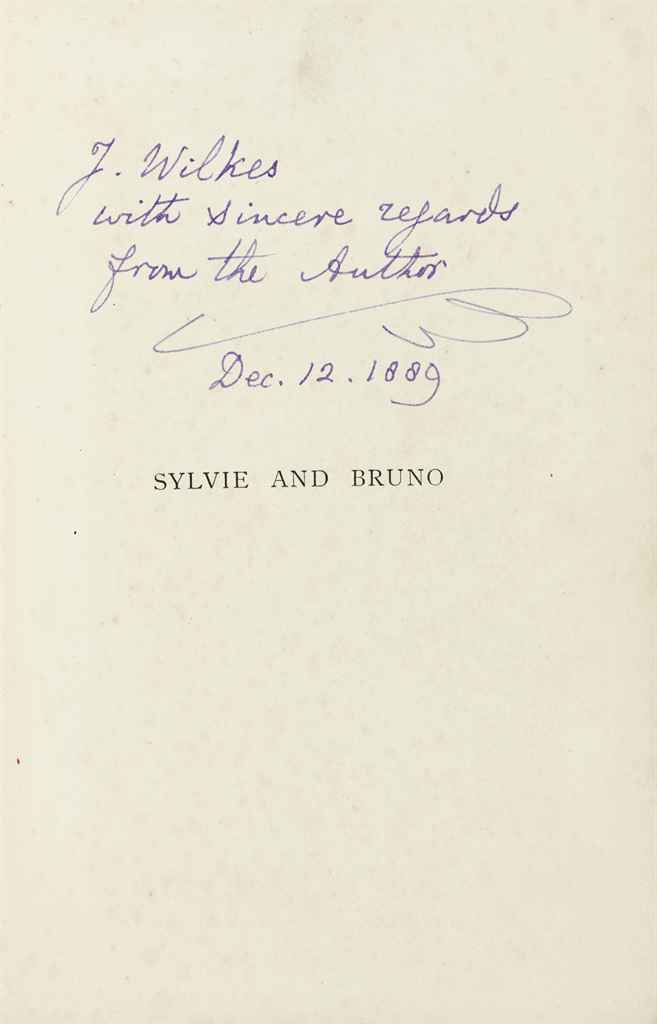 J. Wilkes
with sincere regards
from the Author
Dec. 12. 1889
SYLVIE AND BRUNO